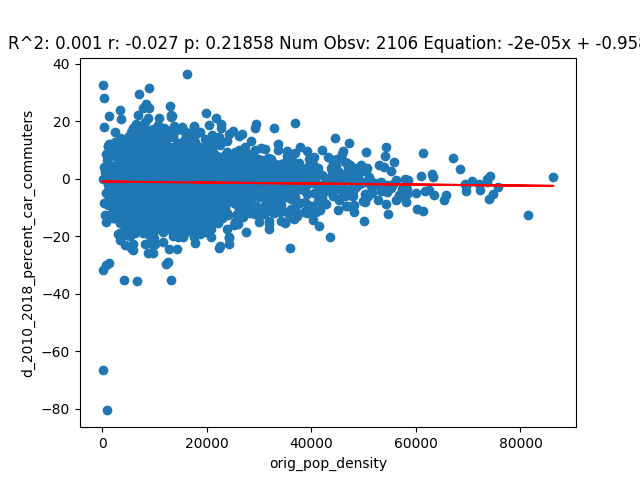 R^2: 0.001 r: -0.027 p: 0.21858 Num Obsv: 2106 Equation: -2e-05x + -0.958
40
20
0
−20
−40
−60
−80
d_2010_2018_percent_car_commuters
0 20000 40000 60000 80000
orig_pop_density